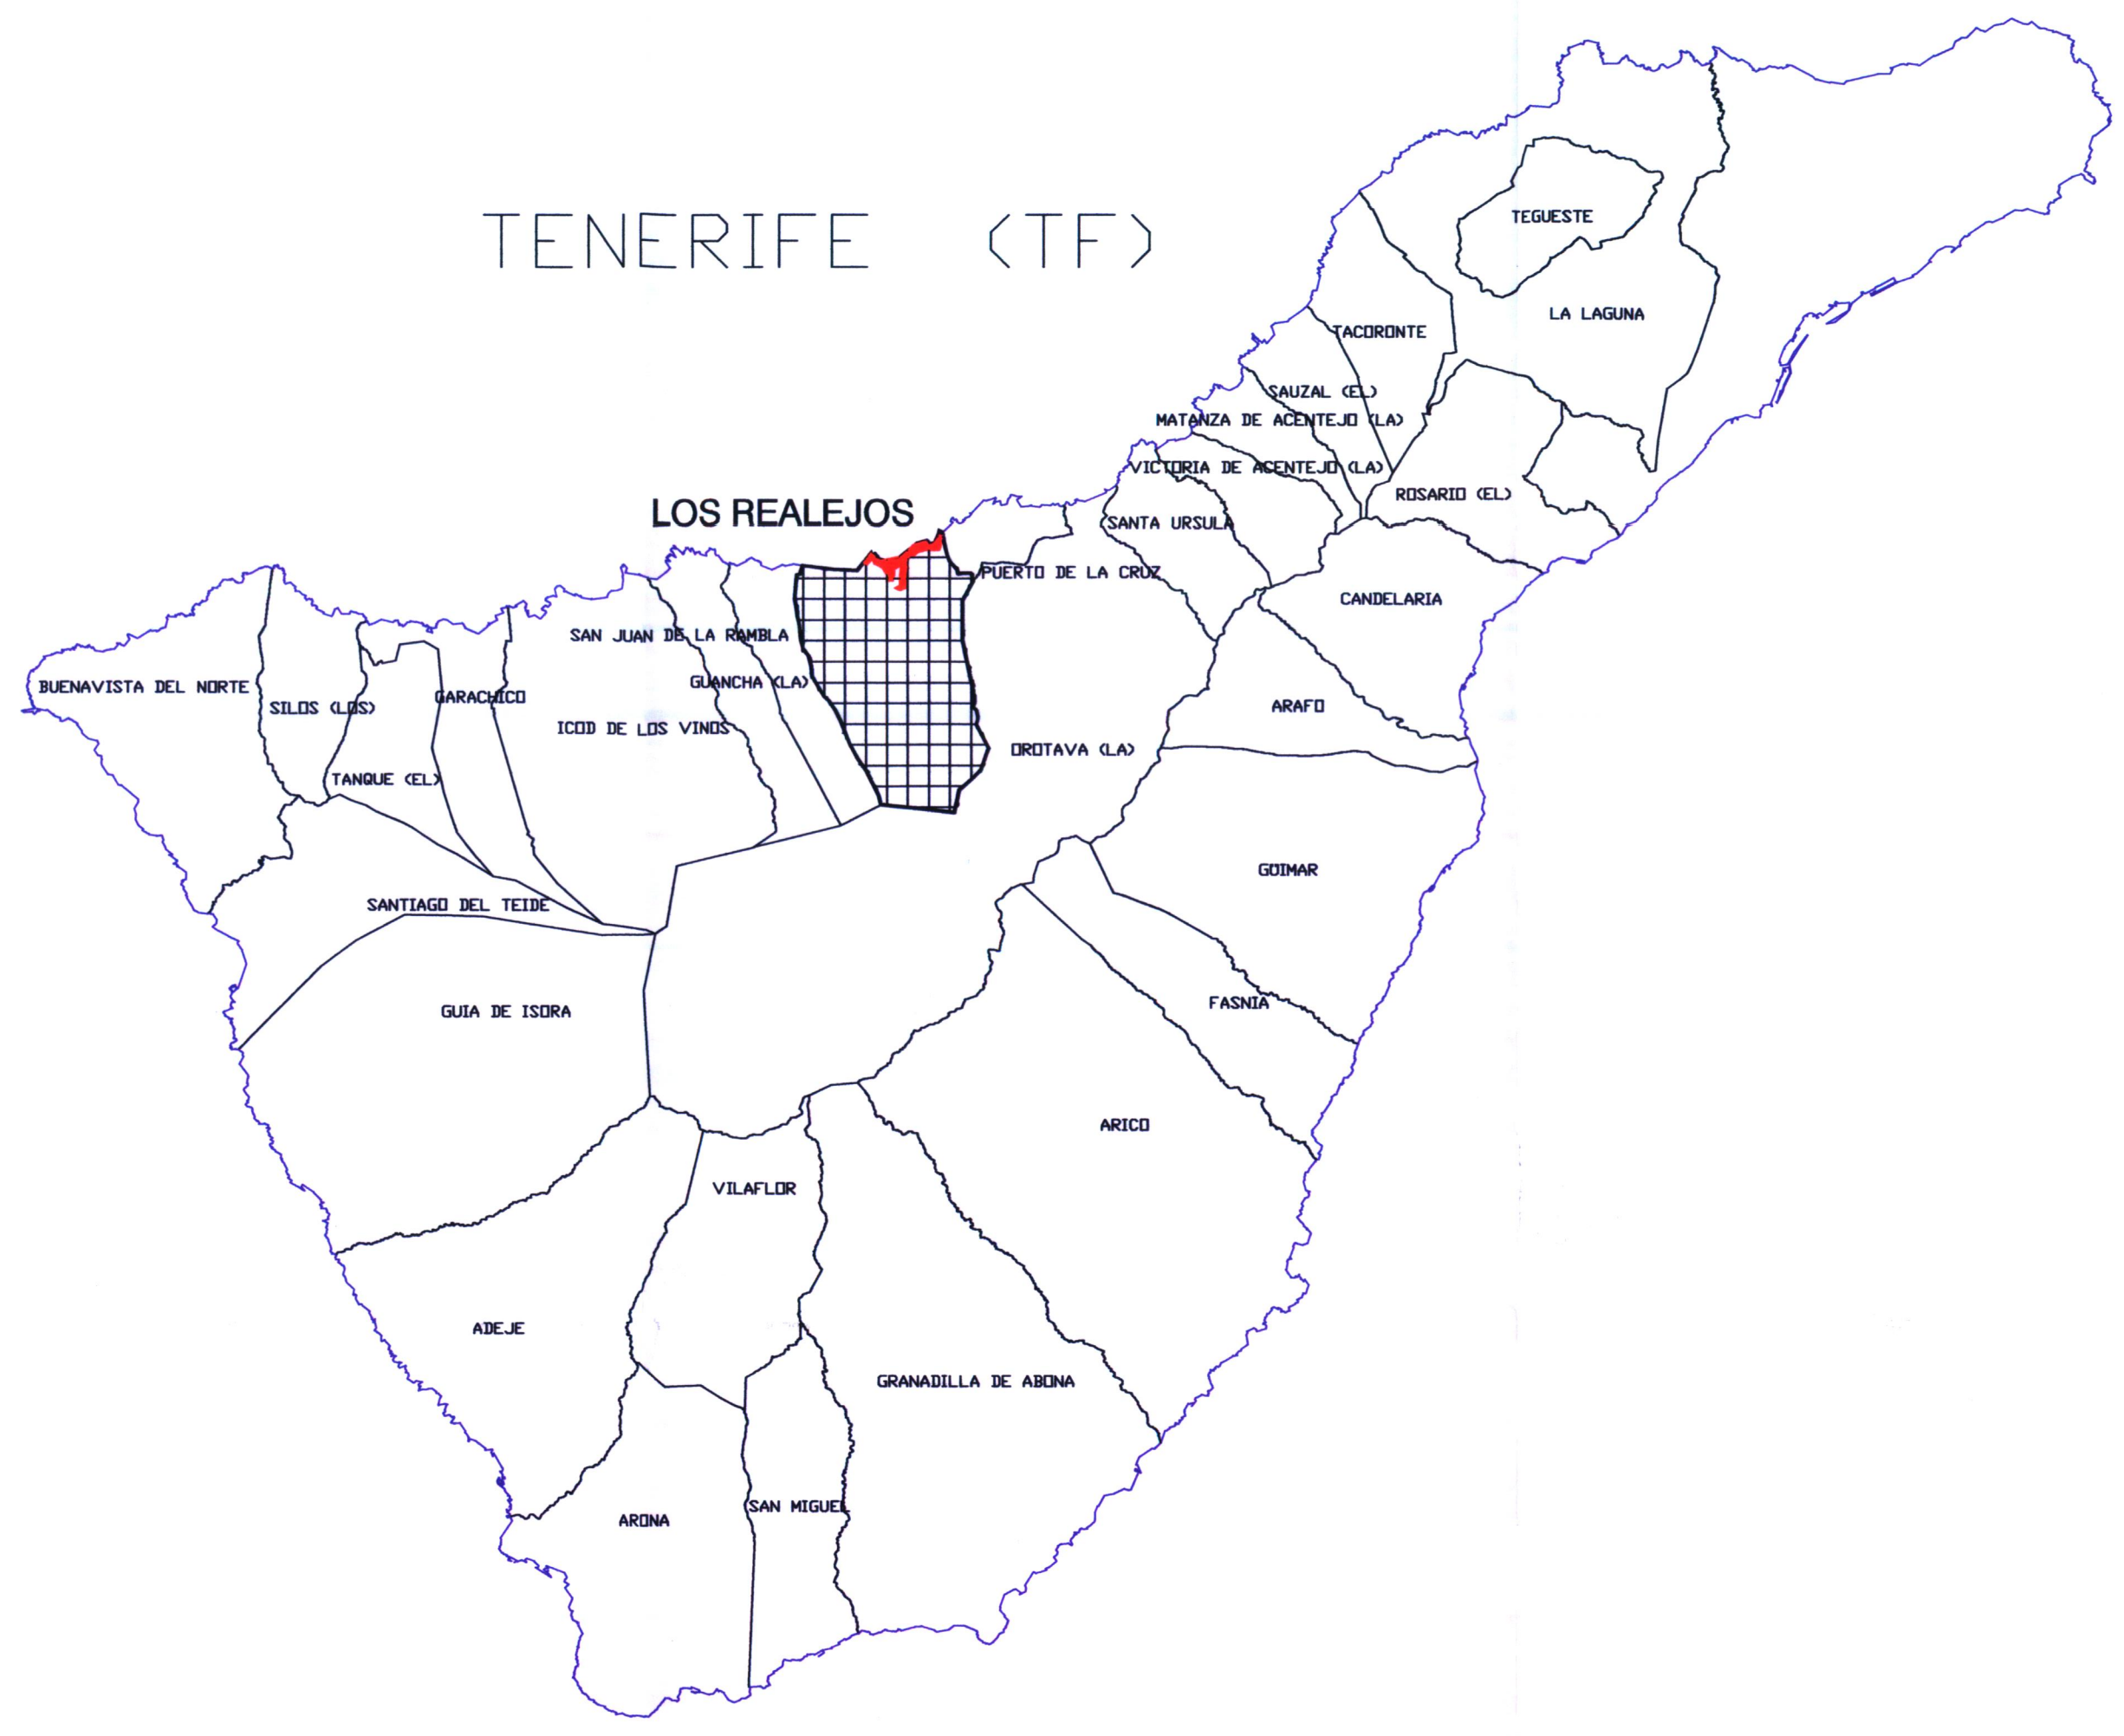 TENERIFE (TF)
TEGUESTE
LA LAGUNA
TACORONTE
SAUZAL (EL)
MATANZA DE ACENTEJO (LA)
VICTORIA DE ACENTEJO (LA)
ROSARIO (EL)
LOS REALEJOS
SANTA URSULA
PUERTO DE LA CRUZ
CANDELARIA
SAN JUAN DE LA RAMBLA
GUANCHA (LA)
BUENAVISTA DEL NORTE
GARACHICO
SILOS (LOS)
ARAFO
ICOD DE LOS VINOS
OROTAVA (LA)
TANQUE (EL)
GÜIMAR
SANTIAGO DEL TEIDE
FASNIA
GUIA DE ISORA
ARICO
VILAFLOR
ADEJE
GRANADILLA DE ABONA
SAN MIGUEL
ARONA